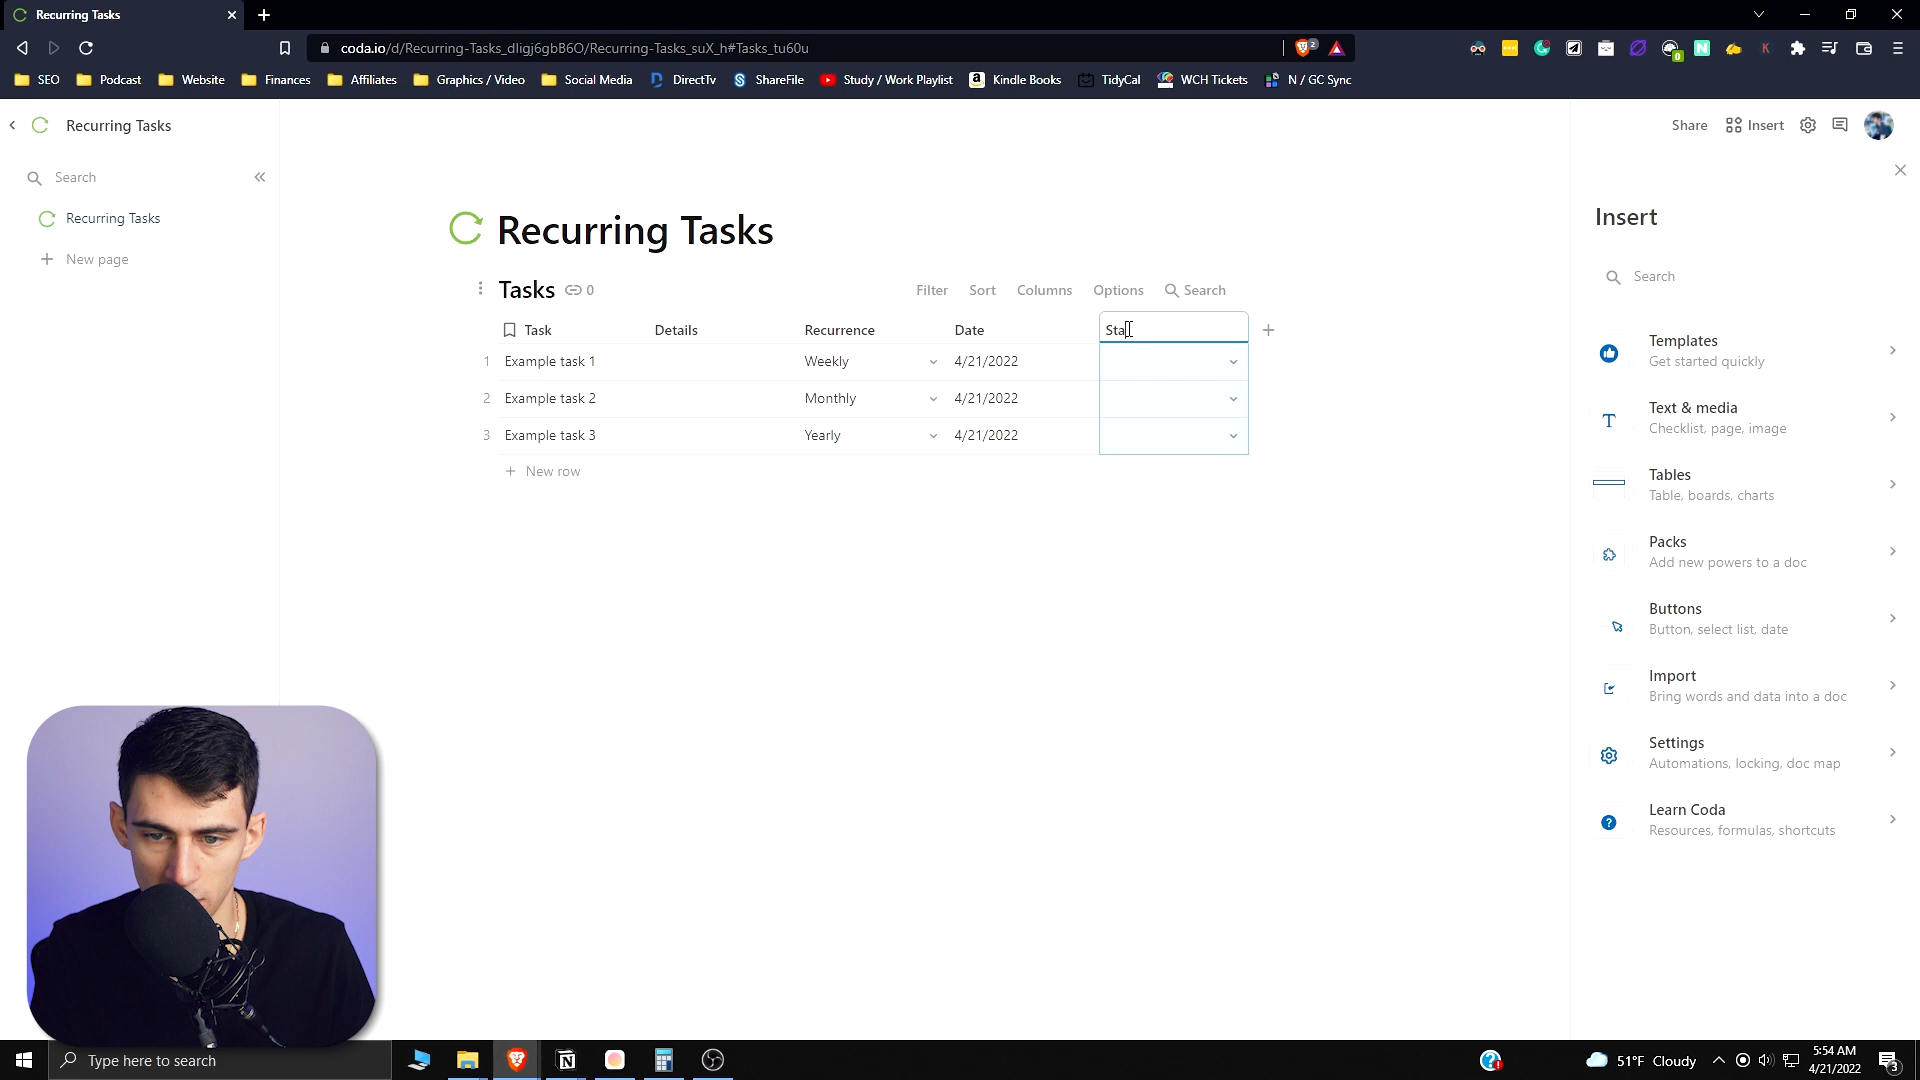 Recurring Tasks
coda.io/d/Recurring-Tasks_dligj6gbB6O/Recurring-Tasks_suX_h#Tasks_tu60u
2
0
SEO Podcast Website Finances Affiliates Graphics / Video Social Media DirectTv ShareFile Study / Work Playlist Kindle Books TidyCal WCH Tickets N / GC Sync
Recurring Tasks
Share Insert
Search
Recurring Tasks
New page
Recurring Tasks
Tasks 0
Filter Sort Columns Options Search
Task Details Recurrence Date Sta
1 Example task 1 Weekly 4/21/2022
2 Example task 2 Monthly 4/21/2022
3 Example task 3 Yearly 4/21/2022
New row
Insert
Search
Templates
Get started quickly
Text & media
Checklist, page, image
Tables
Table, boards, charts
Packs
Add new powers to a doc
Buttons
Button, select list, date
Import
Bring words and data into a doc
Settings
Automations, locking, doc map
Learn Coda
Resources, formulas, shortcuts
Type here to search
51°F Cloudy
5:54 AM
4/21/2022
3